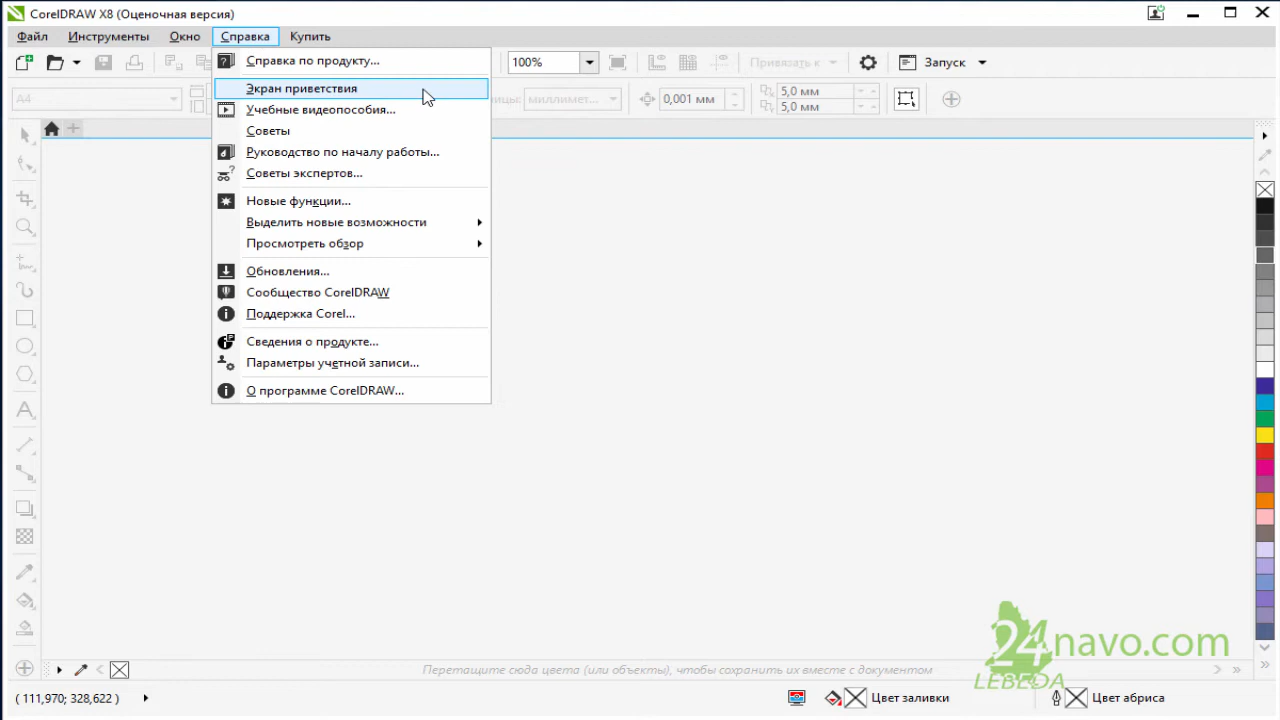 CorelDRAW X8 (Оценочная версия)
Файл Инструменты Окно Справка Купить
Справка по продукту...
100%
Привязать к
Запуск
Экран приветствия
A4
миллимет...
0,001 мм
5,0 мм
5,0 мм
Учебные видеопособия...
Советы
Руководство по началу работы...
Советы экспертов...
Новые функции...
Выделить новые возможности
Просмотреть обзор
Обновления...
Сообщество CorelDRAW
Поддержка Corel...
Сведения о продукте...
Параметры учетной записи...
О программе CorelDRAW...
24navo.com
LEBEDA
Перетащите сюда цвета (или объекты), чтобы сохранить их вместе с документом
( 111,970; 328,622 )
Цвет заливки
Цвет абриса